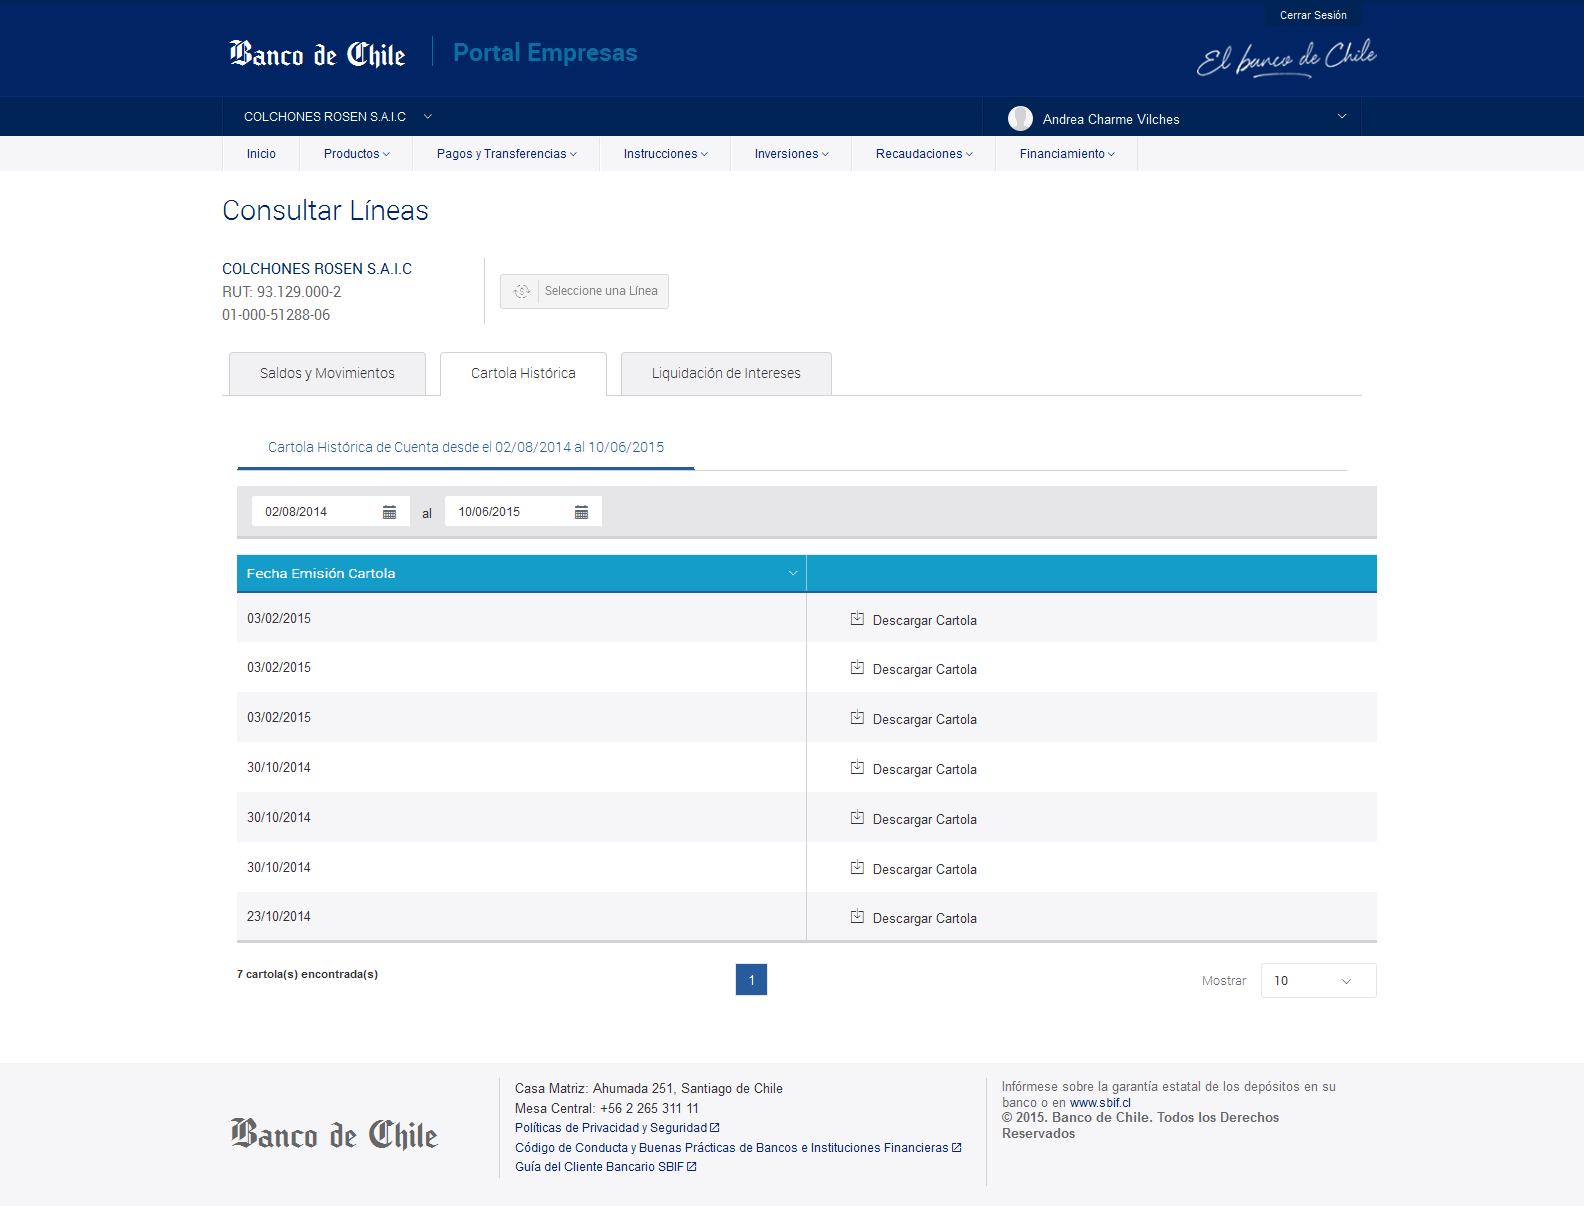 Cerrar Sesión
Banco de Chile
Portal Empresas
El banco de Chile
COLCHONES ROSEN S.A.I.C
Andrea Charme Vilches
Inicio
Productos
Pagos y Transferencias
Instrucciones
Inversiones
Recaudaciones
Financiamiento
Consultar Líneas
COLCHONES ROSEN S.A.I.C
RUT: 93.129.000-2
01-000-51288-06
Seleccione una Línea
Saldos y Movimientos
Cartola Histórica
Liquidación de Intereses
Cartola Histórica de Cuenta desde el 02/08/2014 al 10/06/2015
02/08/2014 al 10/06/2015
Fecha Emisión Cartola
03/02/2015 Descargar Cartola
03/02/2015 Descargar Cartola
03/02/2015 Descargar Cartola
30/10/2014 Descargar Cartola
30/10/2014 Descargar Cartola
30/10/2014 Descargar Cartola
23/10/2014 Descargar Cartola
7 cartola(s) encontrada(s)
1
Mostrar 10
Banco de Chile
Casa Matriz: Ahumada 251, Santiago de Chile
Mesa Central: +56 2 265 311 11
Políticas de Privacidad y Seguridad
Código de Conducta y Buenas Prácticas de Bancos e Instituciones Financieras
Guía del Cliente Bancario SBIF
Infórmese sobre la garantía estatal de los depósitos en su
banco o en www.sbif.cl
© 2015. Banco de Chile. Todos los Derechos
Reservados